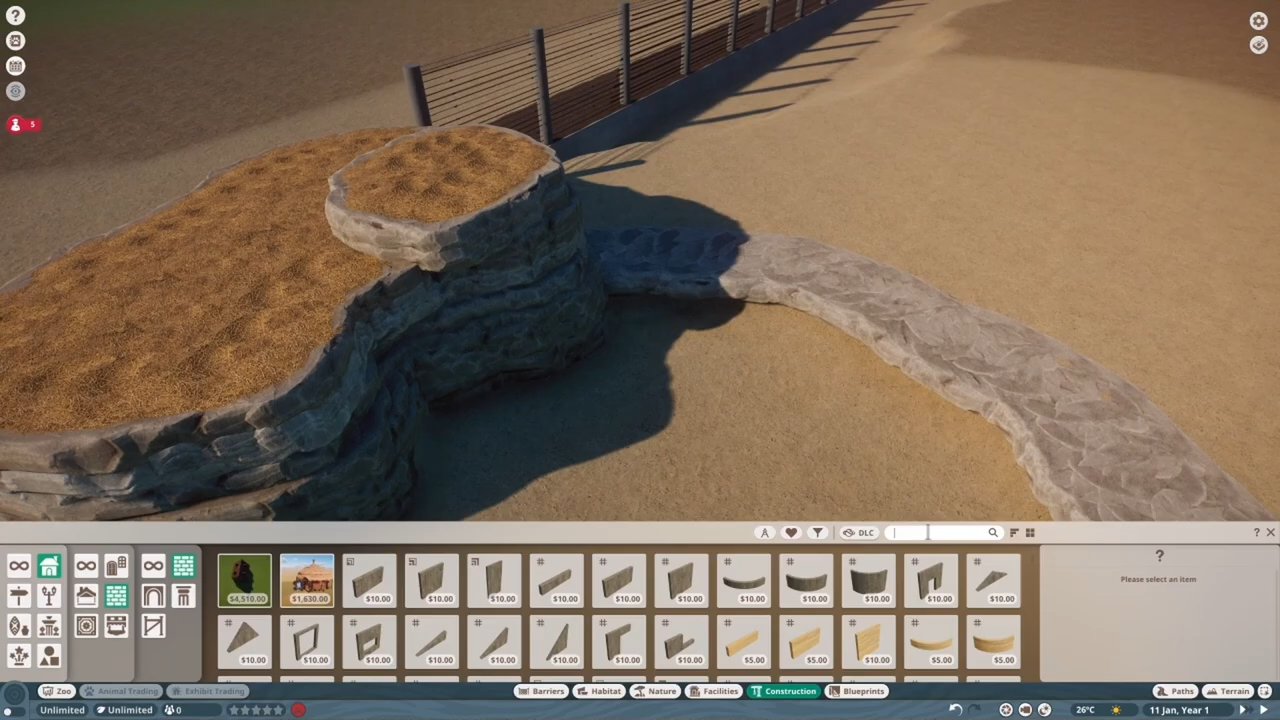 ?
5
DLC
?
$4,510.00 $1,630.00 $10.00 $10.00 $10.00 $10.00 $10.00 $10.00 $10.00 $10.00 $10.00 $10.00 $10.00
?
Please select an item
$10.00 $10.00 $10.00 $10.00 $10.00 $10.00 $10.00 $10.00 $5.00 $5.00 $10.00 $5.00 $5.00
Zoo Animal Trading Exhibit Trading Barriers Habitat Nature Facilities Construction Blueprints Paths Terrain
Unlimited Unlimited 0 26°C 11 Jan, Year 1